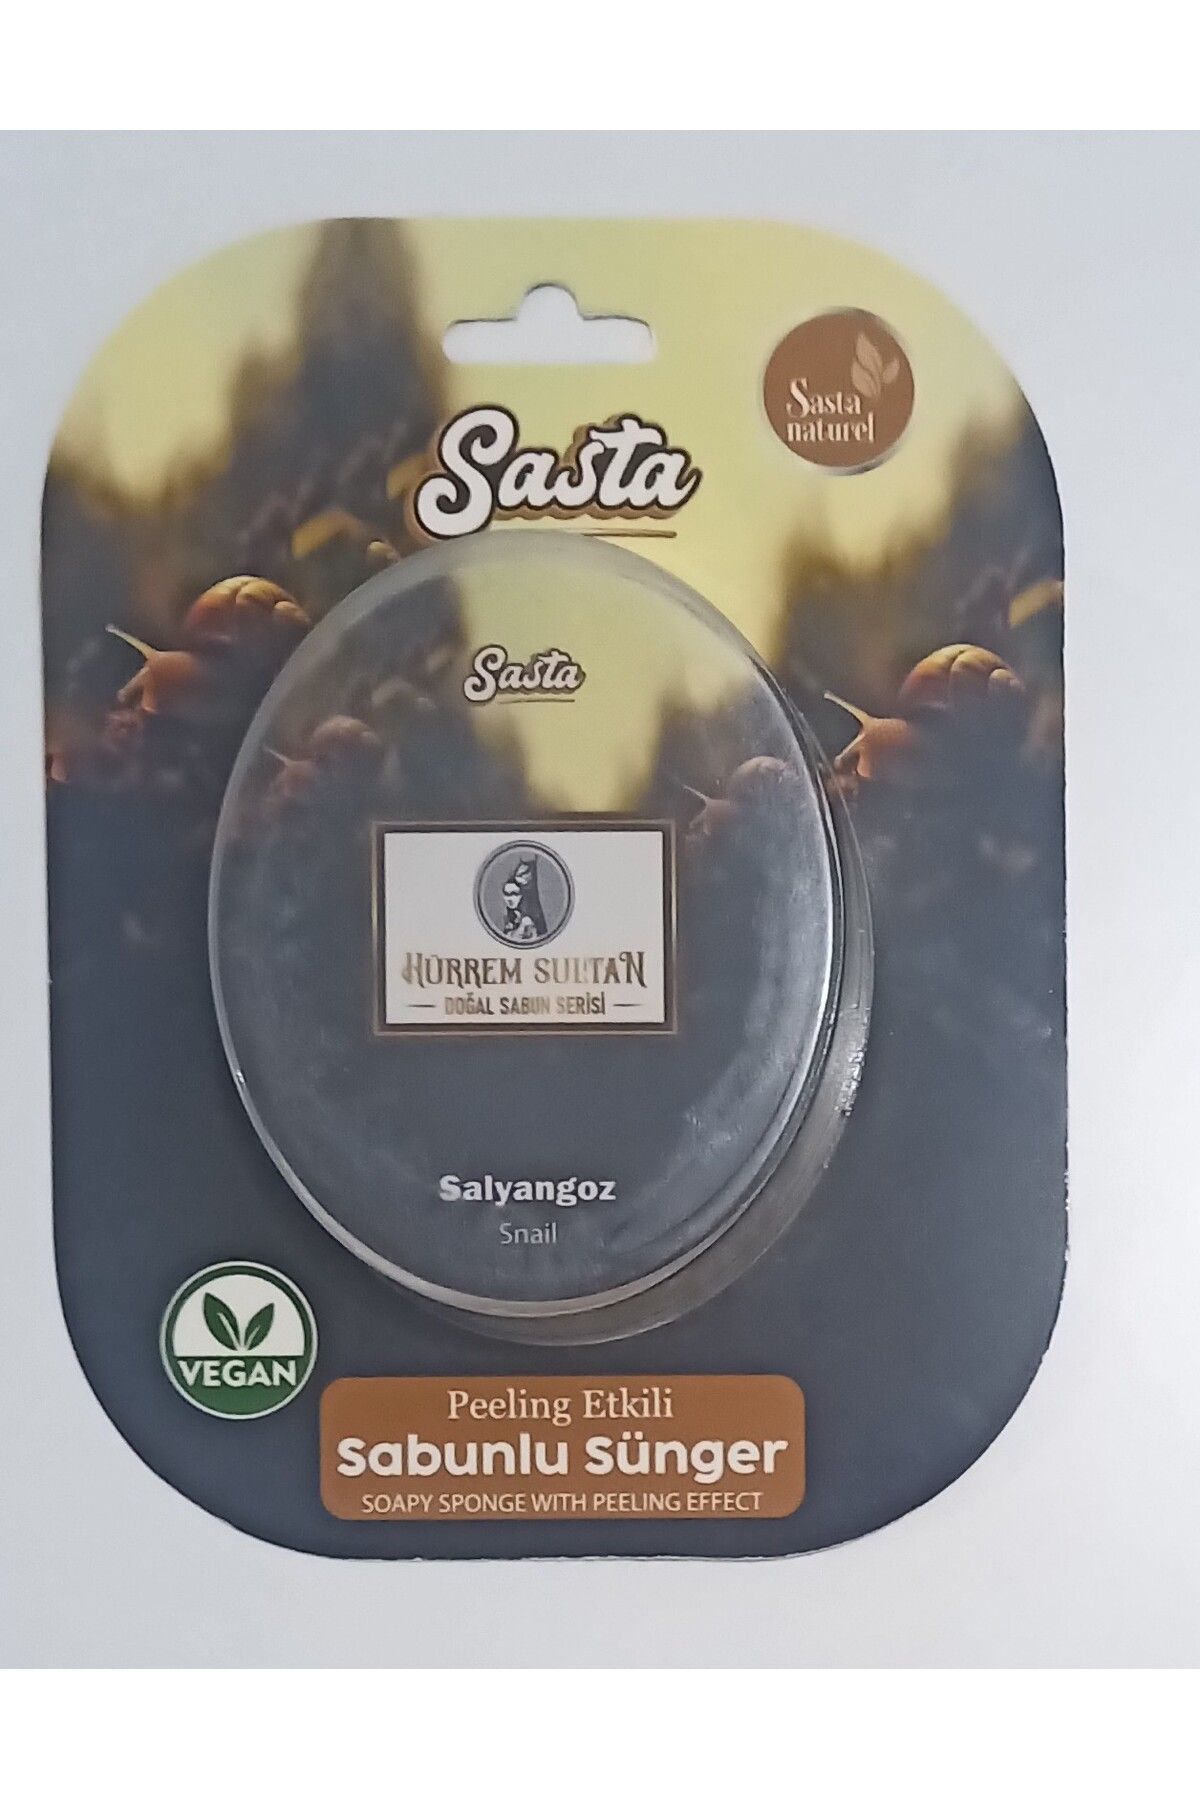 Sasta
naturel
Sasta
Sasta
HÜRREM SULTAN
DOĞAL SABUN SERİSİ
Salyangoz
Snail
VEGAN
Peeling Etkili
Sabunlu Sünger
SOAPY SPONGE WITH PEELING EFFECT